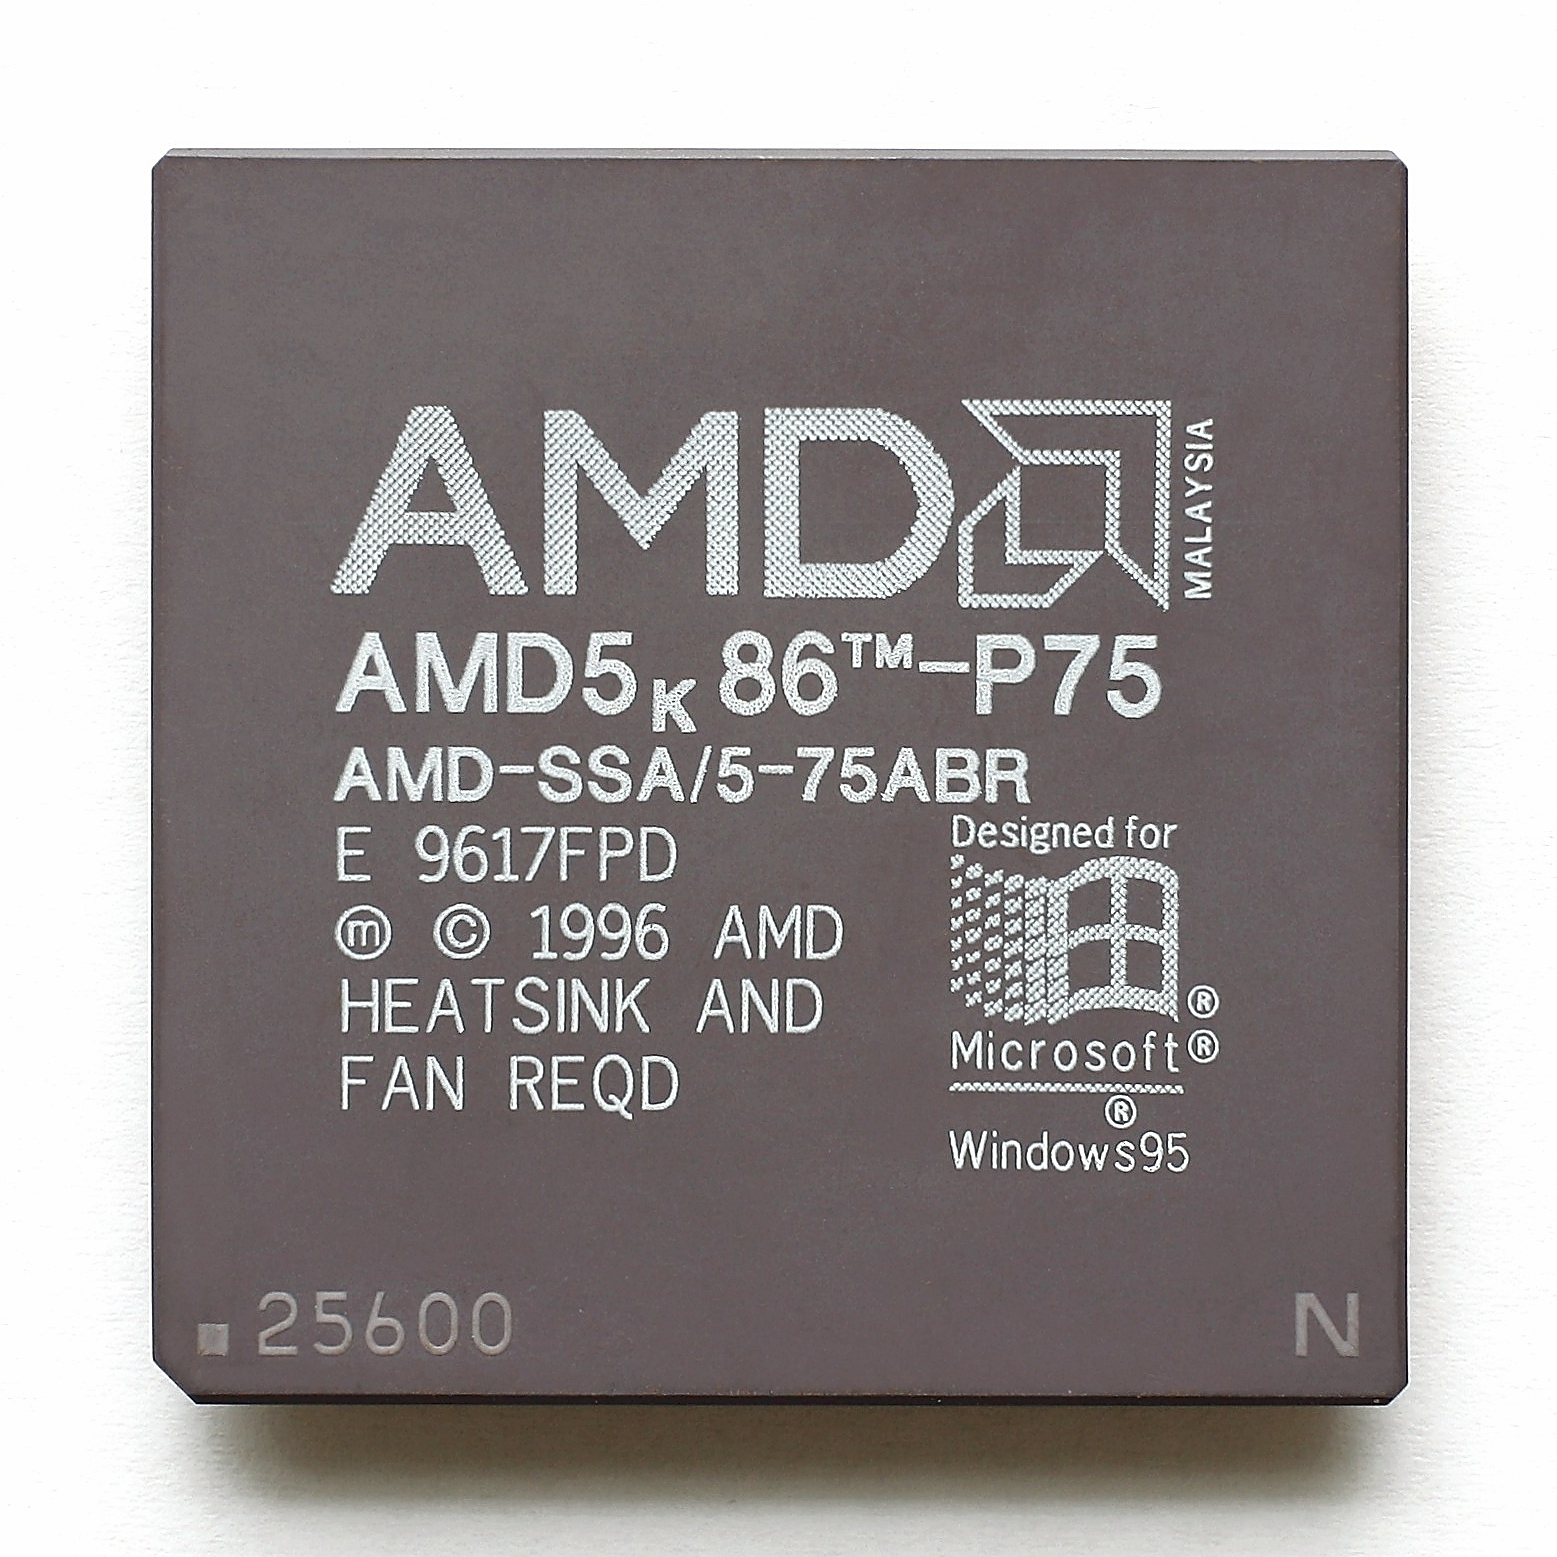 AMD
MALAYSIA
AMD5K86™-P75
AMD-SSA/5-75ABR
E 9617FPD
ⓜ © 1996 AMD
HEATSINK AND
FAN REQD
Designed for
®
Microsoft®
®
Windows95
25600
N